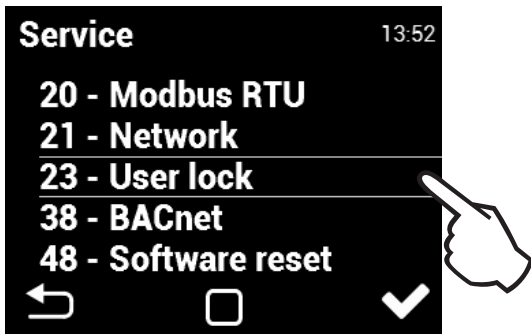 Service 13:52
20 - Modbus RTU
21 - Network
23 - User lock
38 - BACnet
48 - Software reset